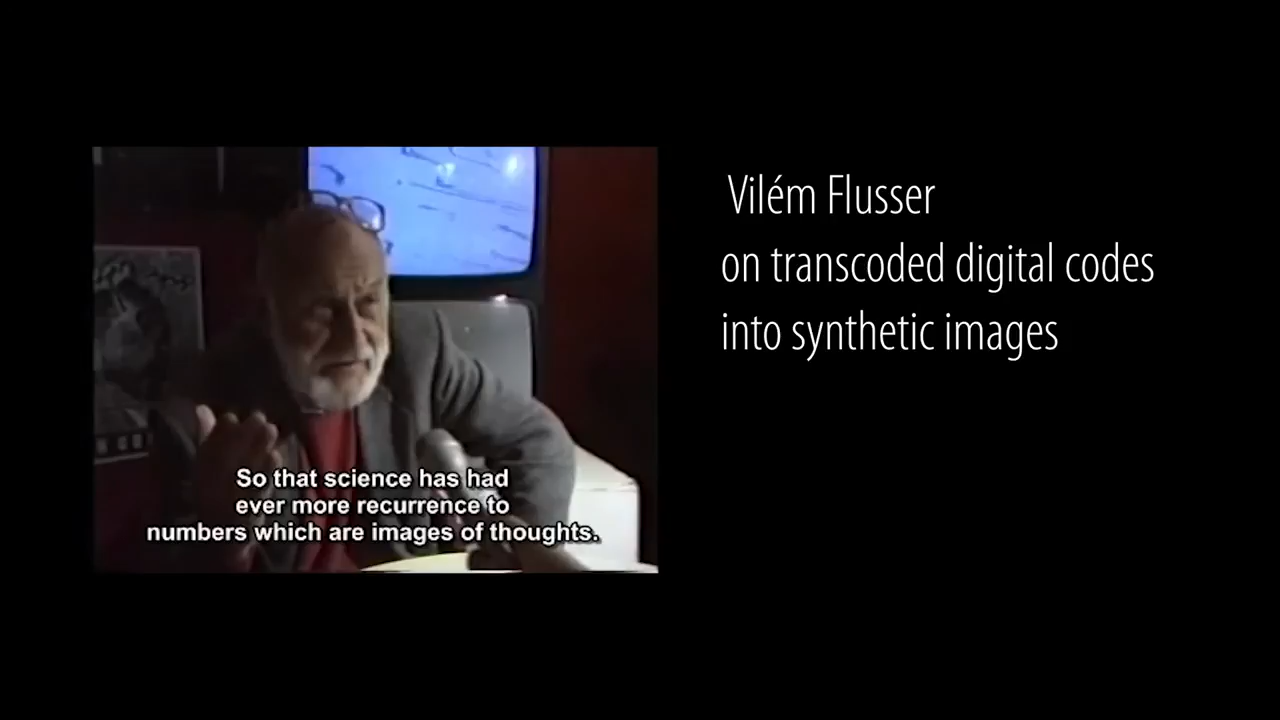 Vilém Flusser
on transcoded digital codes
into synthetic images
So that science has had
ever more recurrence to
numbers which are images of thoughts.